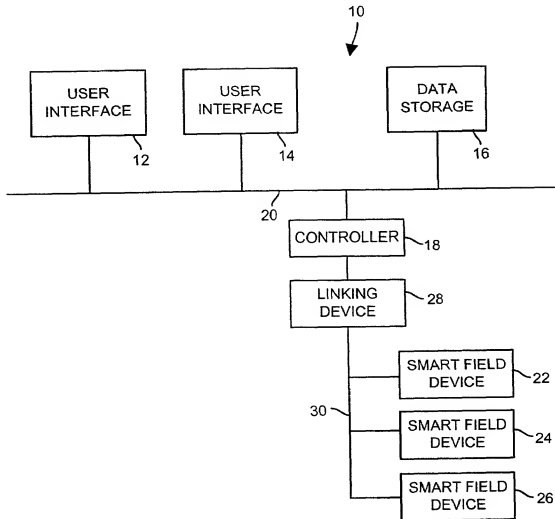 10
USER
INTERFACE
12
USER
INTERFACE
14
DATA
STORAGE
16
20
CONTROLLER
18
LINKING
DEVICE
28
30
SMART FIELD
DEVICE
22
SMART FIELD
DEVICE
24
SMART FIELD
DEVICE
26